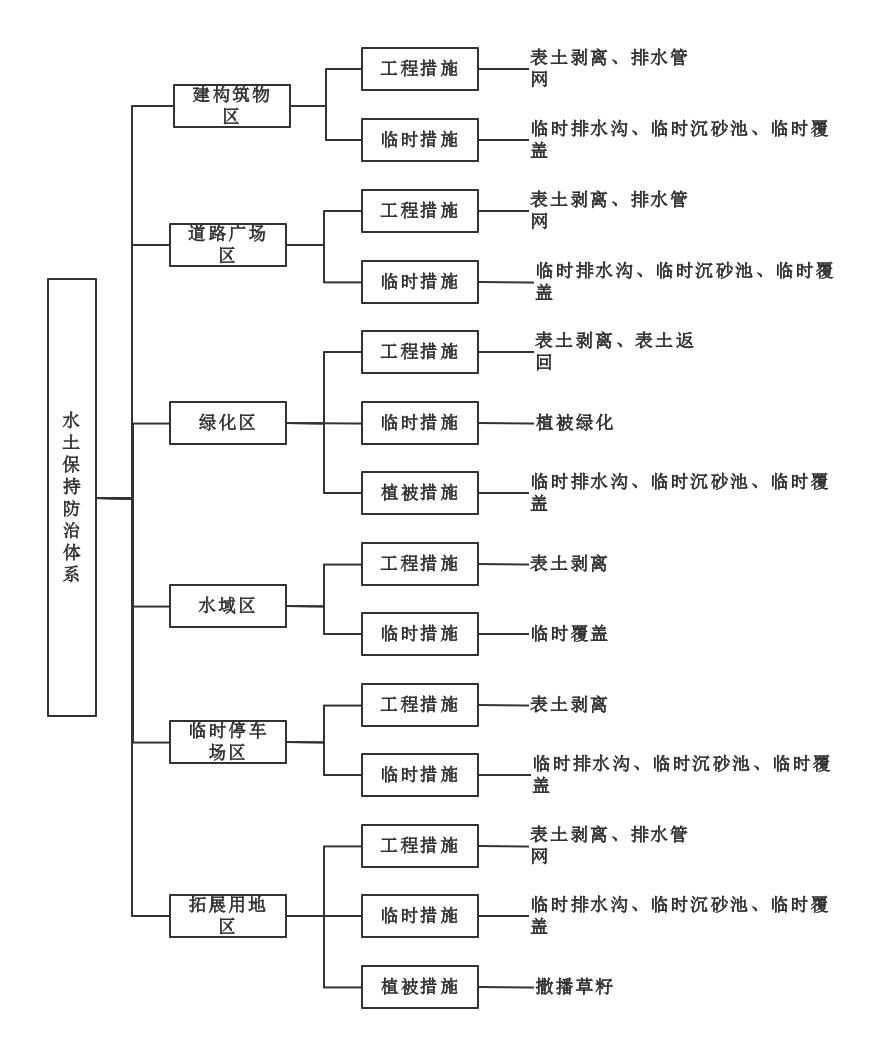 水土保持防治体系
建构筑物
区
工程措施
表土剥离、排水管
网
临时措施
临时排水沟、临时沉砂池、临时覆
盖
道路广场
区
工程措施
表土剥离、排水管
网
临时措施
临时排水沟、临时沉砂池、临时覆
盖
绿化区
工程措施
表土剥离、表土返
回
临时措施
植被绿化
植被措施
临时排水沟、临时沉砂池、临时覆
盖
水域区
工程措施
表土剥离
临时措施
临时覆盖
临时停车
场区
工程措施
表土剥离
临时措施
临时排水沟、临时沉砂池、临时覆
盖
拓展用地
区
工程措施
表土剥离、排水管
网
临时措施
临时排水沟、临时沉砂池、临时覆
盖
植被措施
撒播草籽